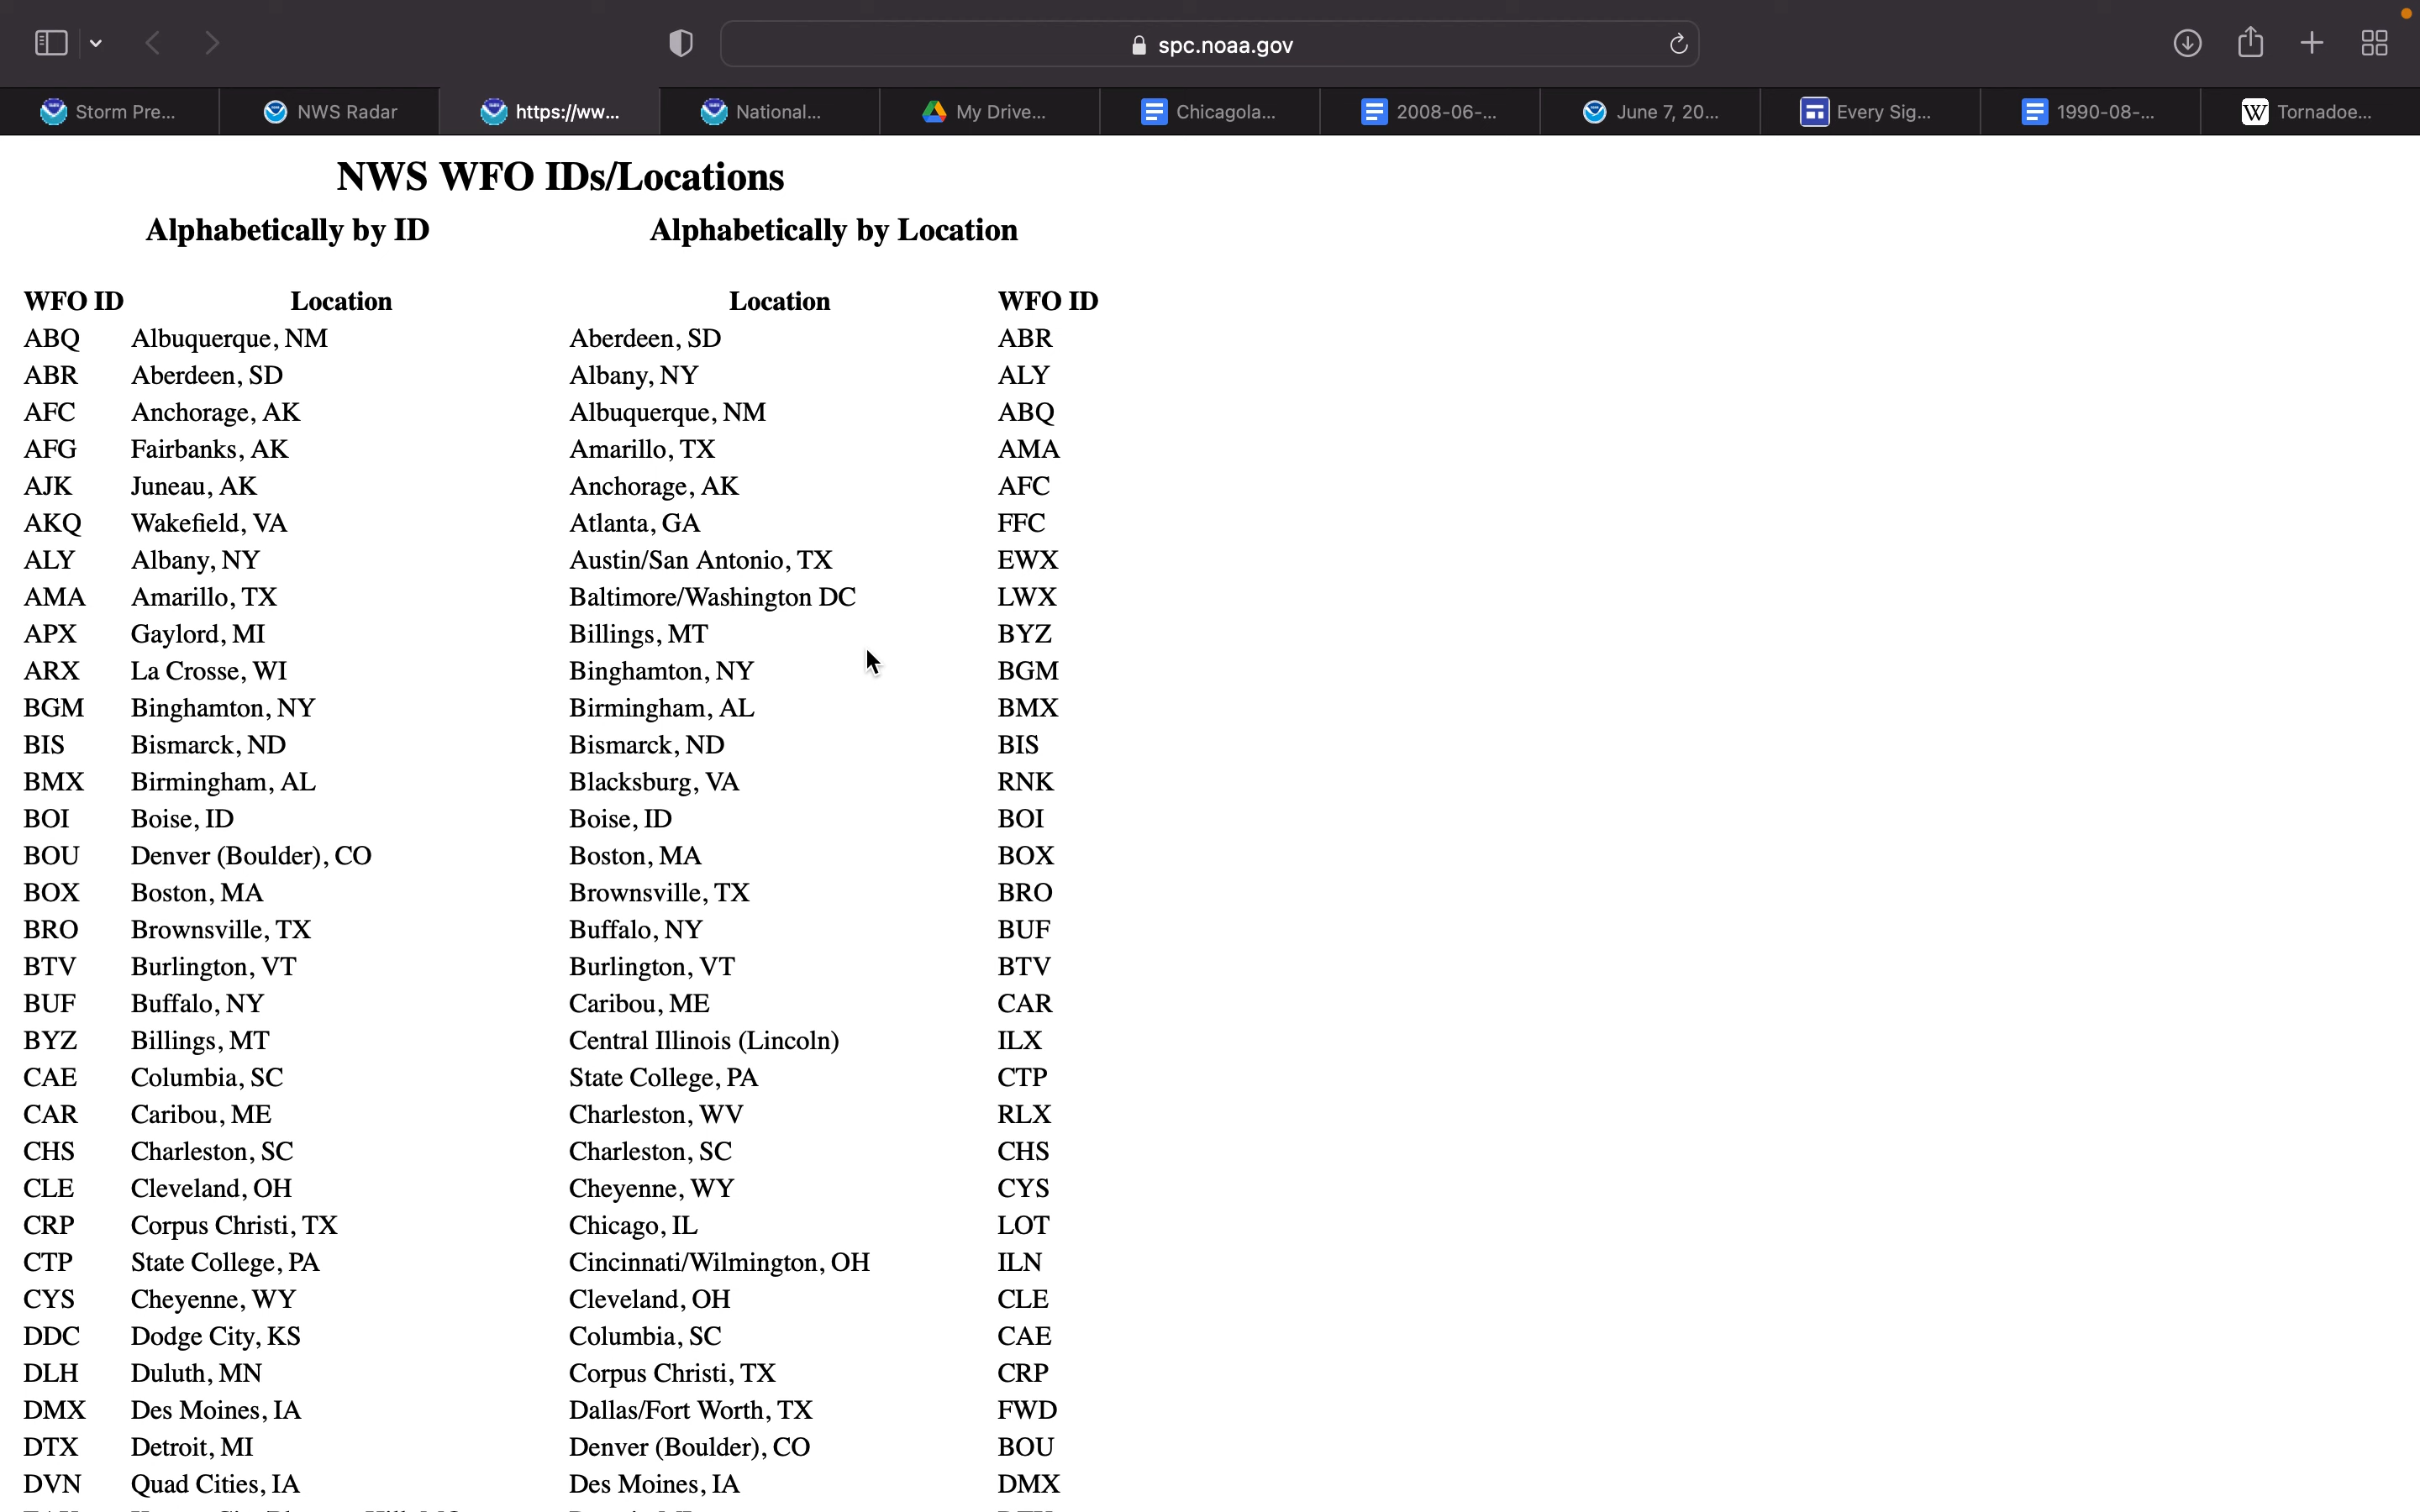 spc.noaa.gov
Storm Pre...
NWS Radar
https://ww...
National...
My Drive...
Chicagola...
2008-06-...
June 7, 20...
Every Sig...
1990-08-...
W Tornadoe...
NWS WFO IDs/Locations
Alphabetically by ID Alphabetically by Location
WFO ID Location Location WFO ID
ABQ Albuquerque, NM Aberdeen, SD ABR
ABR Aberdeen, SD Albany, NY ALY
AFC Anchorage, AK Albuquerque, NM ABQ
AFG Fairbanks, AK Amarillo, TX AMA
AJK Juneau, AK Anchorage, AK AFC
AKQ Wakefield, VA Atlanta, GA FFC
ALY Albany, NY Austin/San Antonio, TX EWX
AMA Amarillo, TX Baltimore/Washington DC LWX
APX Gaylord, MI Billings, MT BYZ
ARX La Crosse, WI Binghamton, NY BGM
BGM Binghamton, NY Birmingham, AL BMX
BIS Bismarck, ND Bismarck, ND BIS
BMX Birmingham, AL Blacksburg, VA RNK
BOI Boise, ID Boise, ID BOI
BOU Denver (Boulder), CO Boston, MA BOX
BOX Boston, MA Brownsville, TX BRO
BRO Brownsville, TX Buffalo, NY BUF
BTV Burlington, VT Burlington, VT BTV
BUF Buffalo, NY Caribou, ME CAR
BYZ Billings, MT Central Illinois (Lincoln) ILX
CAE Columbia, SC State College, PA CTP
CAR Caribou, ME Charleston, WV RLX
CHS Charleston, SC Charleston, SC CHS
CLE Cleveland, OH Cheyenne, WY CYS
CRP Corpus Christi, TX Chicago, IL LOT
CTP State College, PA Cincinnati/Wilmington, OH ILN
CYS Cheyenne, WY Cleveland, OH CLE
DDC Dodge City, KS Columbia, SC CAE
DLH Duluth, MN Corpus Christi, TX CRP
DMX Des Moines, IA Dallas/Fort Worth, TX FWD
DTX Detroit, MI Denver (Boulder), CO BOU
DVN Quad Cities, IA Des Moines, IA DMX